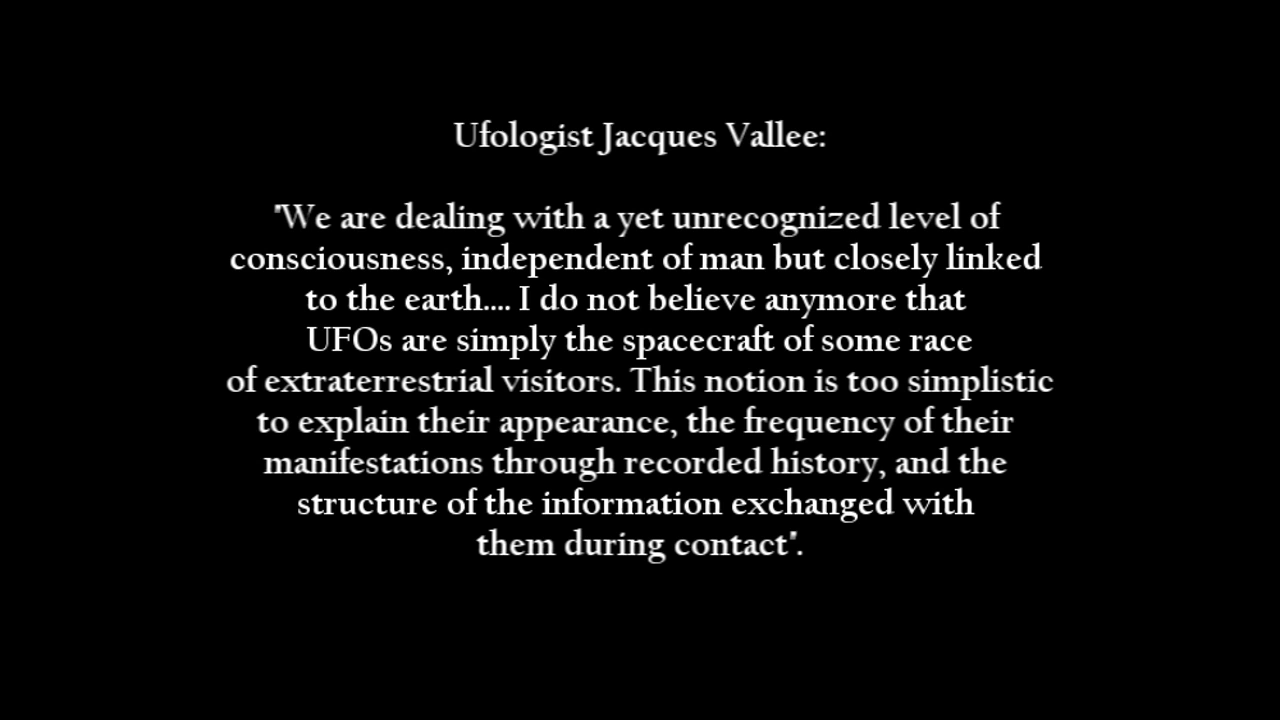 Ufologist Jacques Vallee:
"We are dealing with a yet unrecognized level of
consciousness, independent of man but closely linked
to the earth.... I do not believe anymore that
UFOs are simply the spacecraft of some race
of extraterrestrial visitors. This notion is too simplistic
to explain their appearance, the frequency of their
manifestations through recorded history, and the
structure of the information exchanged with
them during contact".